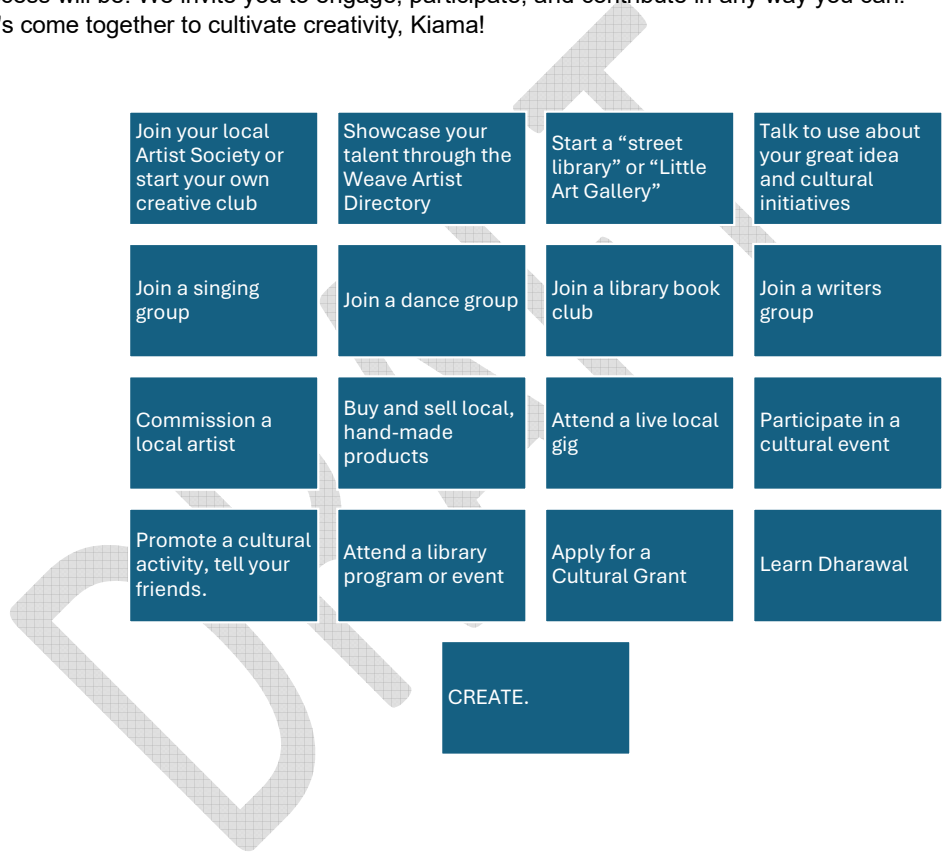 cess will be! We invite you to engage, participate, and contribute in any way you can!
's come together to cultivate creativity, Kiama!
Join your local
Artist Society or
start your own
creative club
Showcase your
talent through the
Weave Artist
Directory
Start a “street
library” or “Little
Art Gallery”
Talk to use about
your great idea
and cultural
initiatives
Join a singing
group
Join a dance group
Join a library book
club
Join a writers
group
Commission a
local artist
Buy and sell local,
hand-made
products
Attend a live local
gig
Participate in a
cultural event
Promote a cultural
activity, tell your
friends.
Attend a library
program or event
Apply for a
Cultural Grant
Learn Dharawal
CREATE.
DRAFT